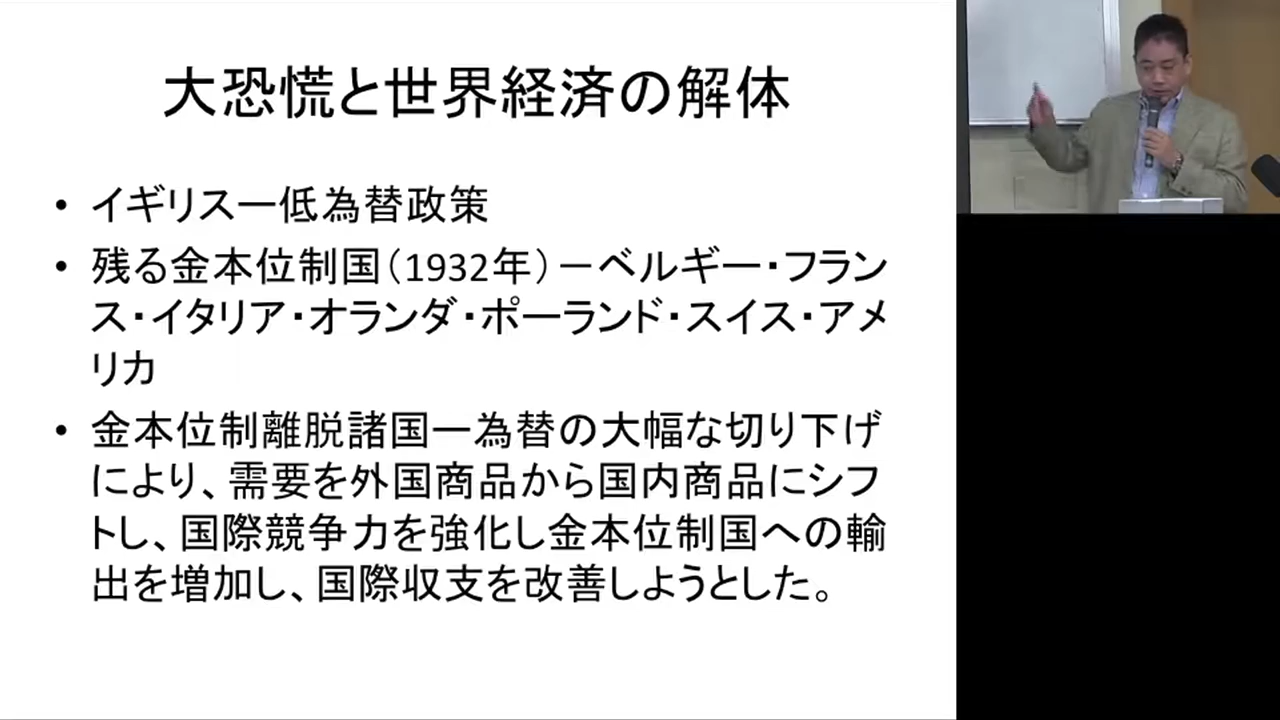 大恐慌と世界経済の解体
• イギリス―低為替政策
• 残る金本位制国(1932年)－ベルギー・フラン
ス・イタリア・オランダ・ポーランド・スイス・アメ
リカ
• 金本位制離脱諸国―為替の大幅な切り下げ
により、需要を外国商品から国内商品にシフ
トし、国際競争力を強化し金本位制国への輸
出を増加し、国際収支を改善しようとした。